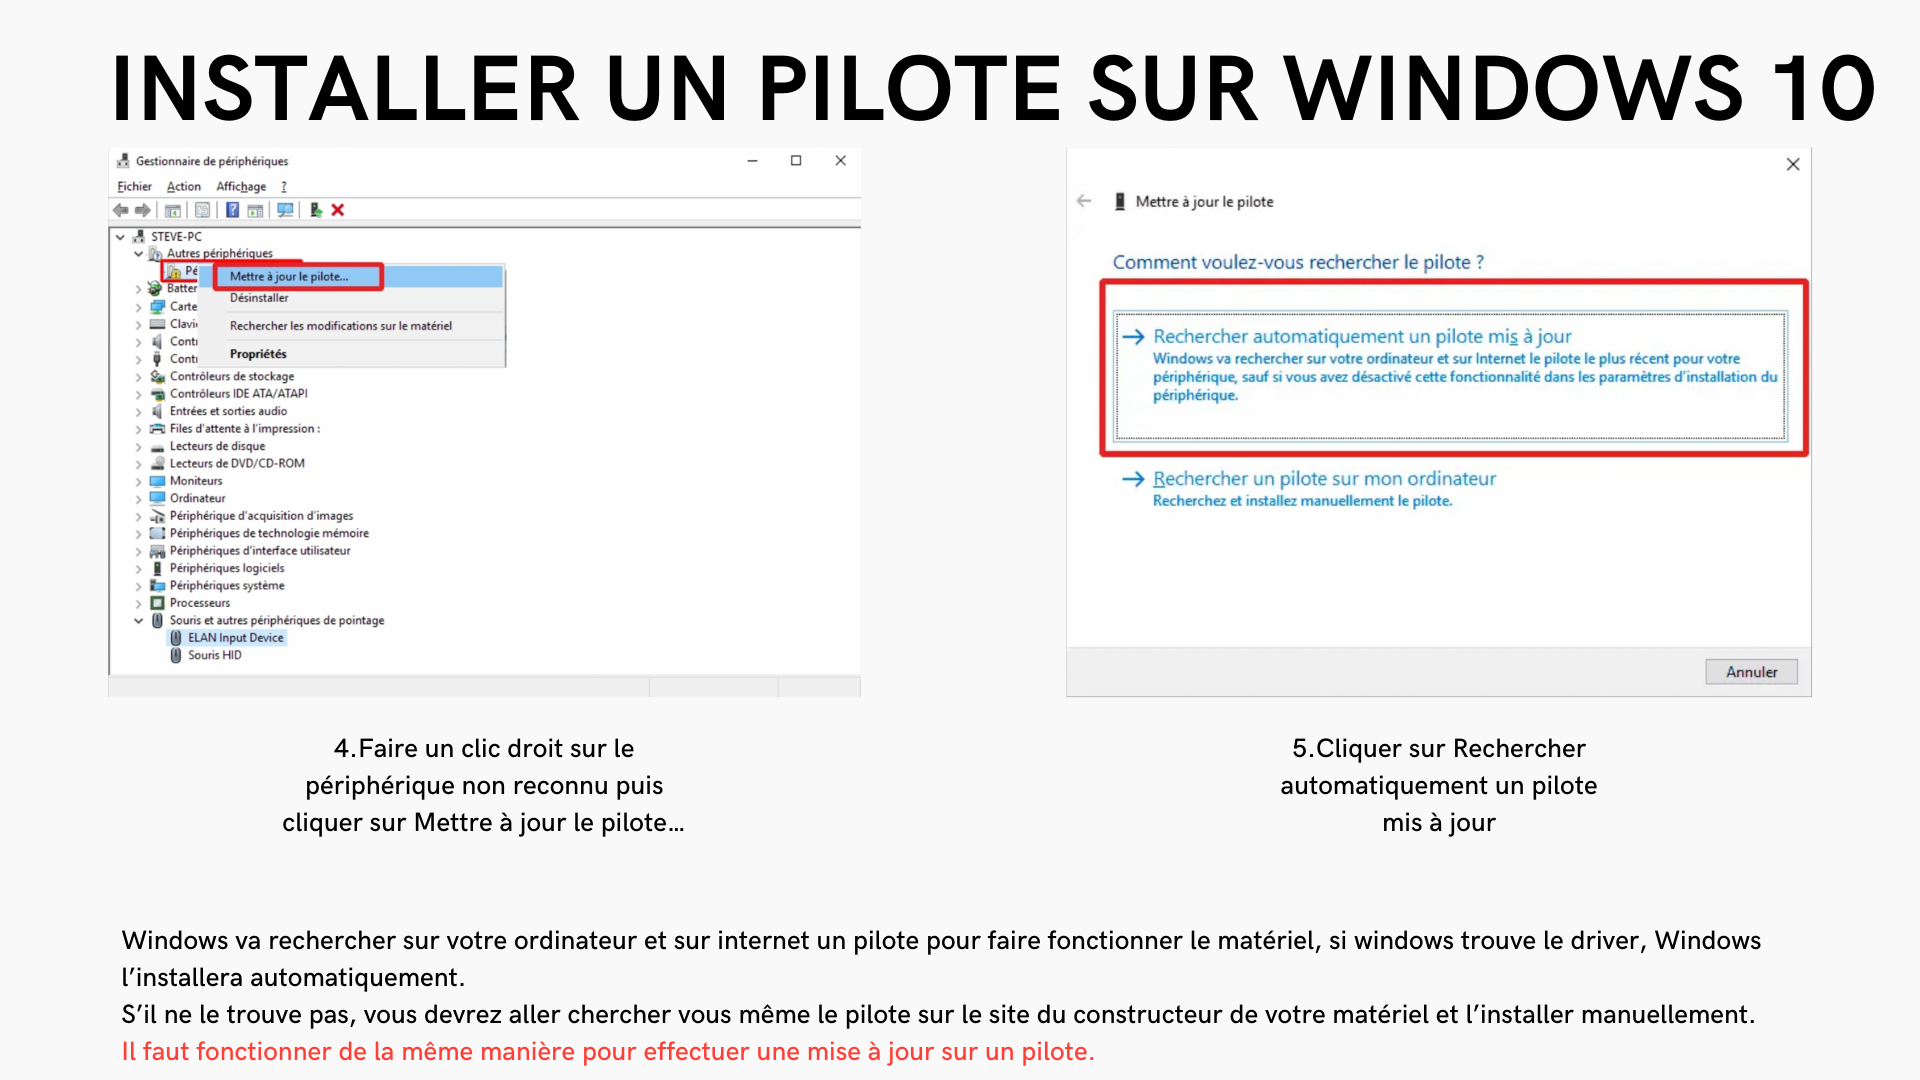 INSTALLER UN PILOTE SUR WINDOWS 10
Gestionnaire de périphériques
Fichier Action Affichage ?
STEVE-PC
Autres périphériques
Mettre à jour le pilote...
Désinstaller
Rechercher les modifications sur le matériel
Propriétés
Pé
Batter
Carte
Clavi
Cont
Cont
Contrôleurs de stockage
Contrôleurs IDE ATA/ATAPI
Entrées et sorties audio
Files d'attente à l'impression :
Lecteurs de disque
Lecteurs de DVD/CD-ROM
Moniteurs
Ordinateur
Périphérique d'acquisition d'images
Périphériques de technologie mémoire
Périphériques d'interface utilisateur
Périphériques logiciels
Périphériques système
Processeurs
Souris et autres périphériques de pointage
ELAN Input Device
Souris HID
Mettre à jour le pilote
Comment voulez-vous rechercher le pilote ?
Rechercher automatiquement un pilote mis à jour
Windows va rechercher sur votre ordinateur et sur Internet le pilote le plus récent pour votre
périphérique, sauf si vous avez désactivé cette fonctionnalité dans les paramètres d'installation du
périphérique.
Rechercher un pilote sur mon ordinateur
Recherchez et installez manuellement le pilote.
Annuler
4.Faire un clic droit sur le
périphérique non reconnu puis
cliquer sur Mettre à jour le pilote...
5.Cliquer sur Rechercher
automatiquement un pilote
mis à jour
Windows va rechercher sur votre ordinateur et sur internet un pilote pour faire fonctionner le matériel, si windows trouve le driver, Windows
l'installera automatiquement.
S'il ne le trouve pas, vous devrez aller chercher vous même le pilote sur le site du constructeur de votre matériel et l'installer manuellement.
Il faut fonctionner de la même manière pour effectuer une mise à jour sur un pilote.